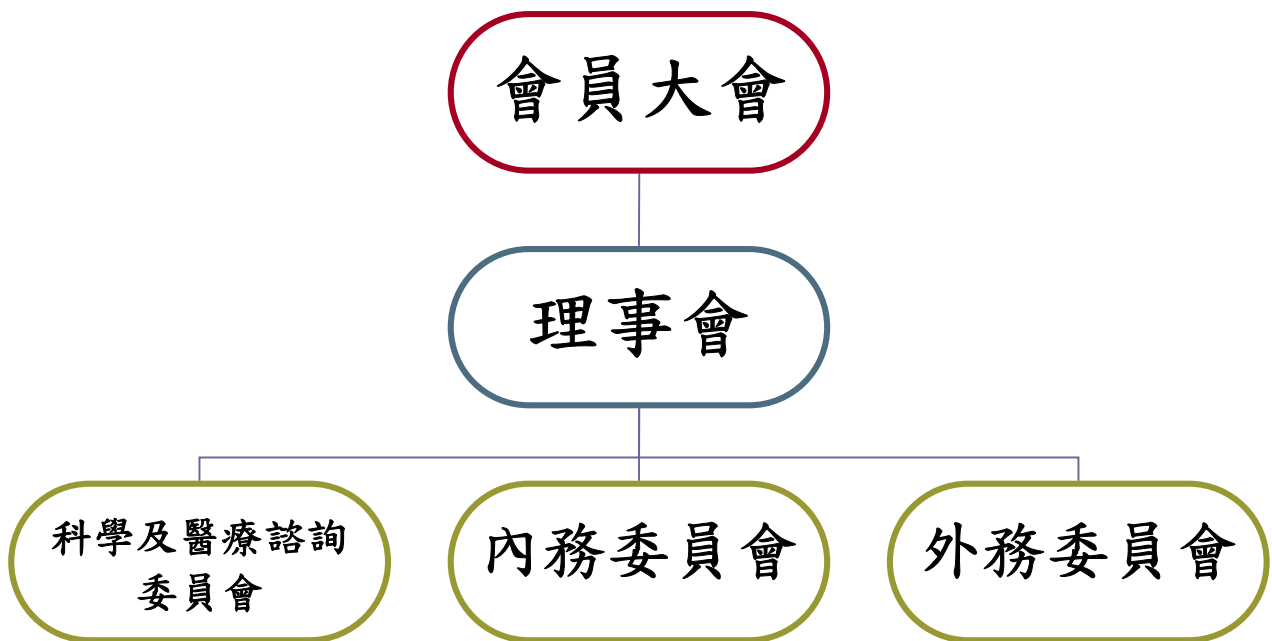 會員大會
理事會
科學及醫療諮詢
委員會
內務委員會
外務委員會